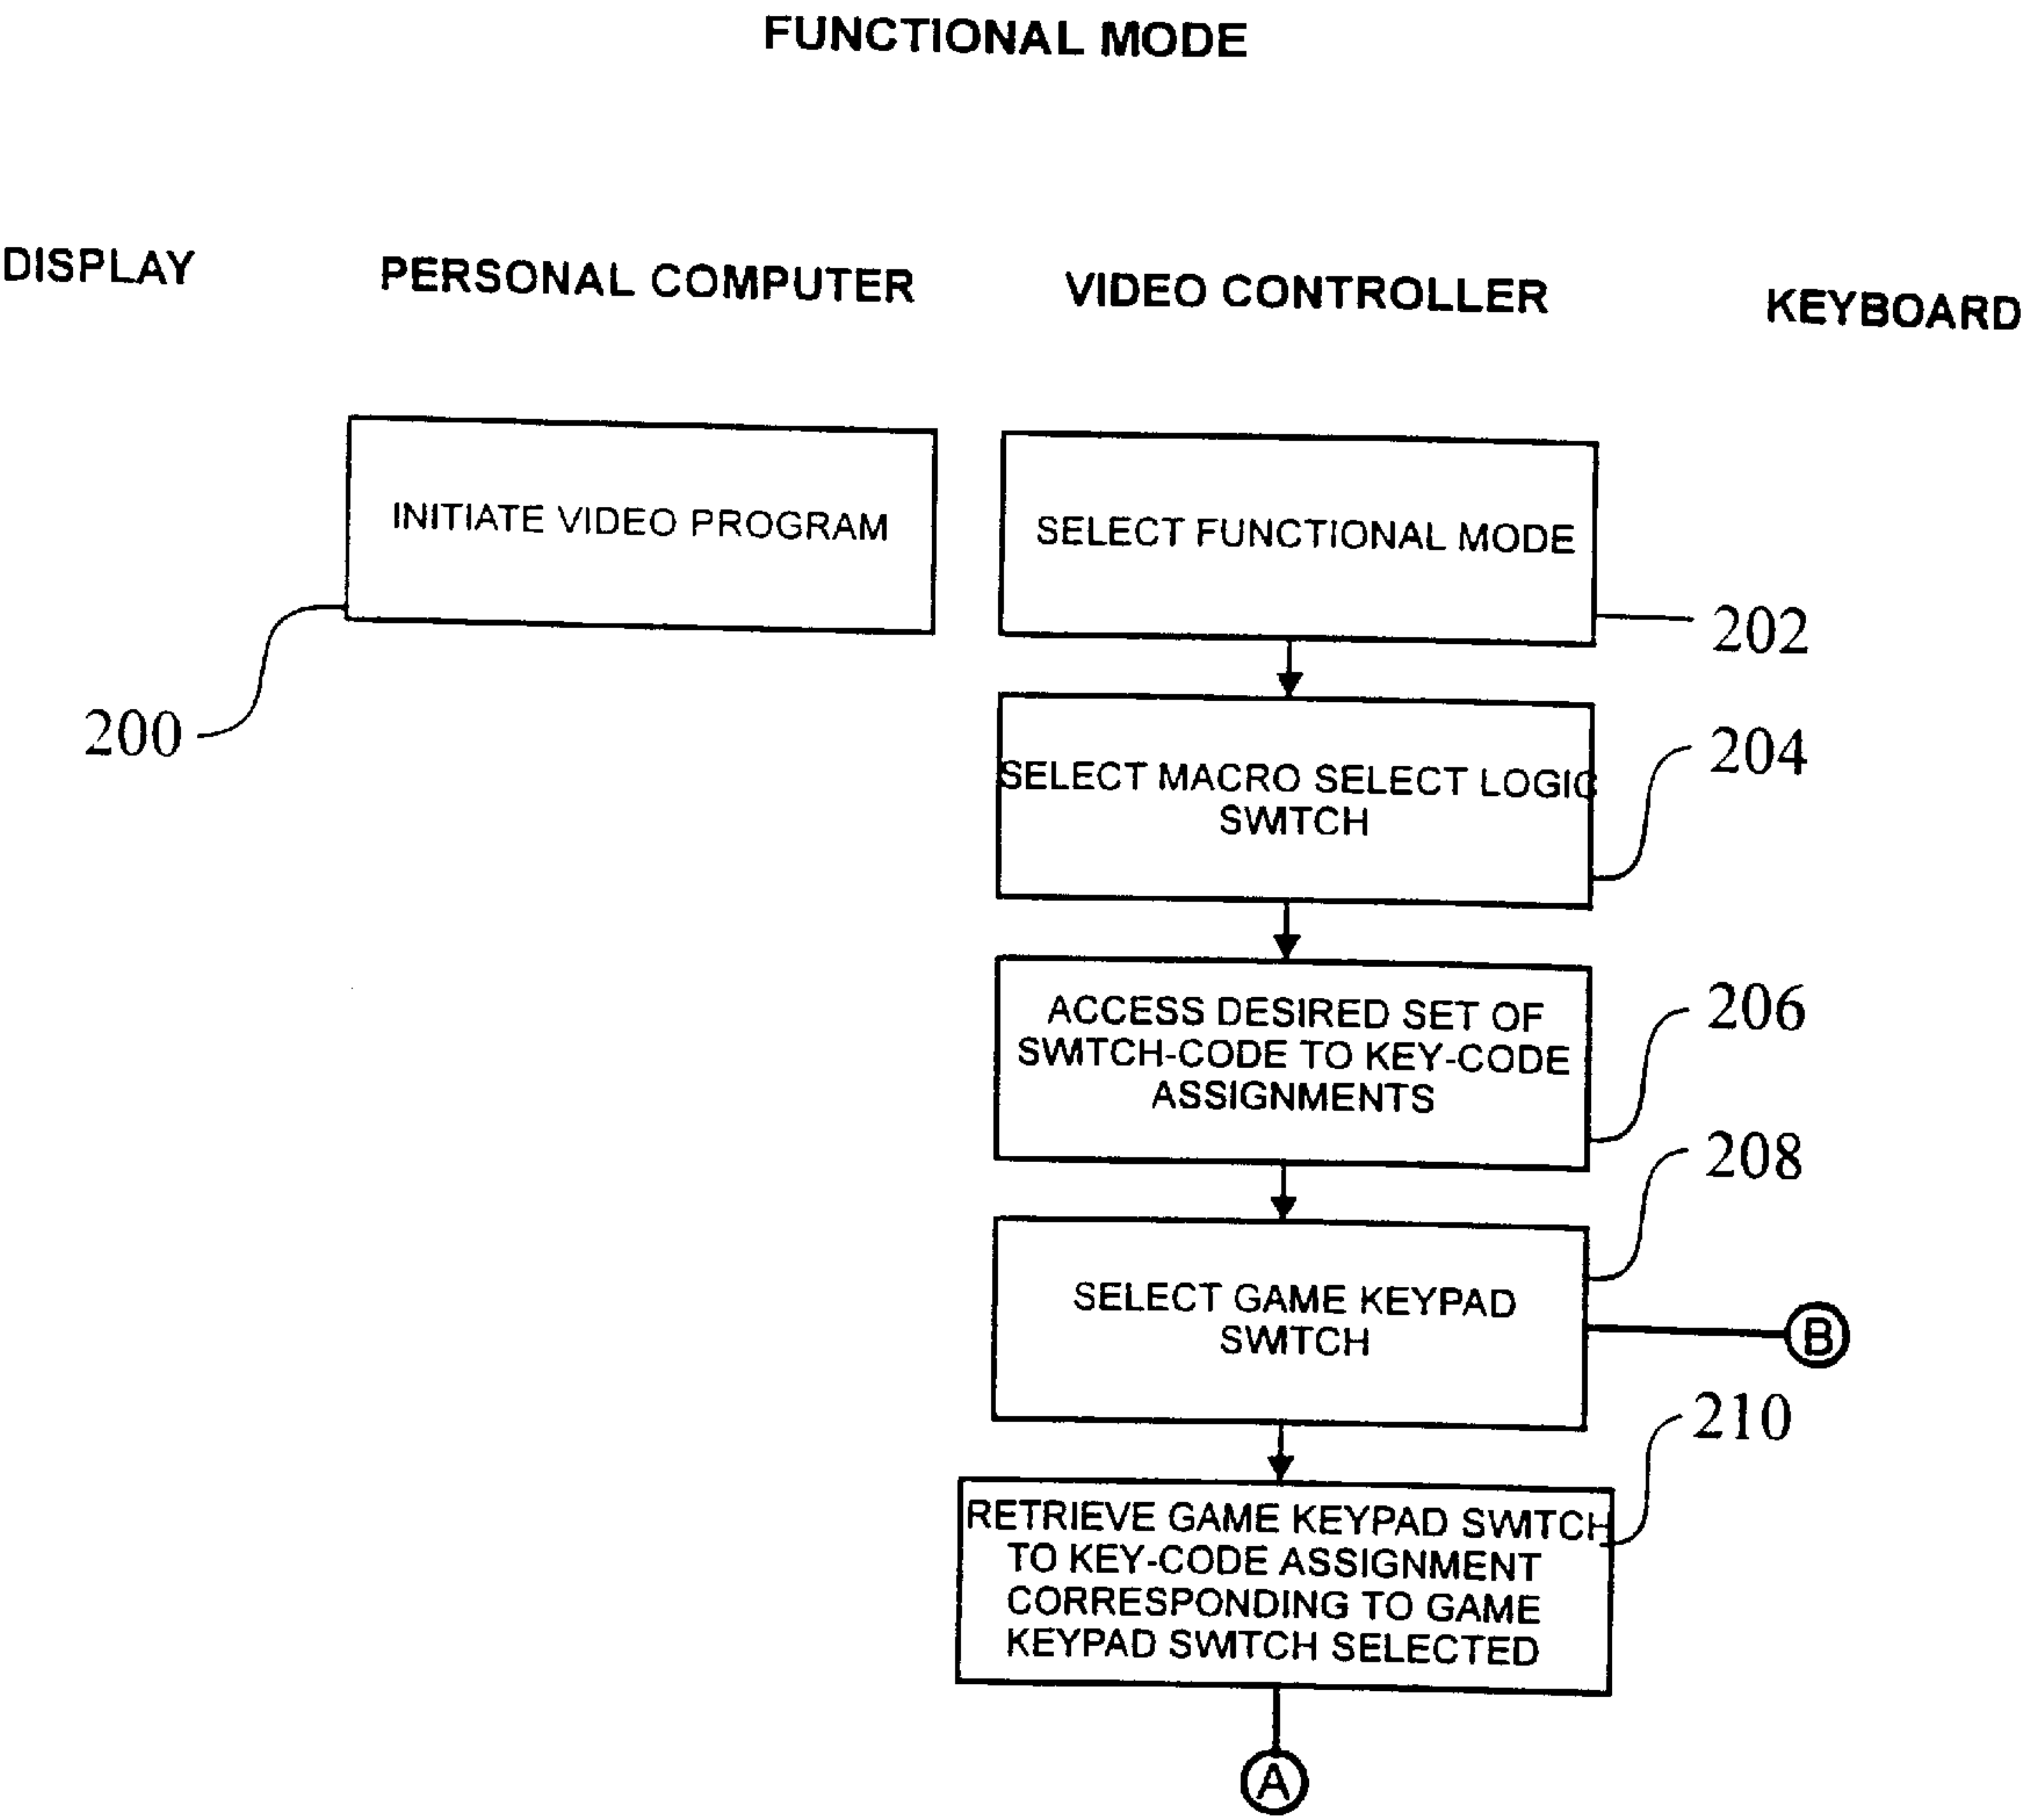 FUNCTIONAL MODE
DISPLAY
PERSONAL COMPUTER
VIDEO CONTROLLER
KEYBOARD
INITIATE VIDEO PROGRAM
200
SELECT FUNCTIONAL MODE
202
SELECT MACRO SELECT LOGIC
SWITCH
204
ACCESS DESIRED SET OF
SWITCH-CODE TO KEY-CODE
ASSIGNMENTS
206
SELECT GAME KEYPAD
SWITCH
208
B
RETRIEVE GAME KEYPAD SWITCH
TO KEY-CODE ASSIGNMENT
CORRESPONDING TO GAME
KEYPAD SWITCH SELECTED
210
A